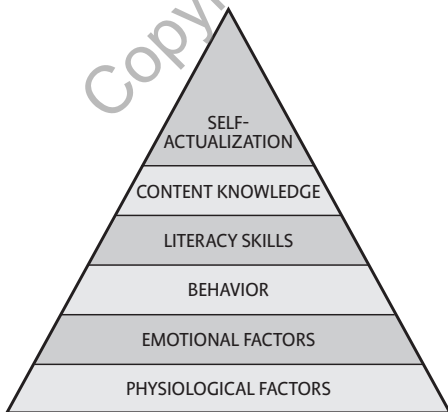 SELF-
ACTUALIZATION
CONTENT KNOWLEDGE
LITERACY SKILLS
BEHAVIOR
EMOTIONAL FACTORS
PHYSIOLOGICAL FACTORS